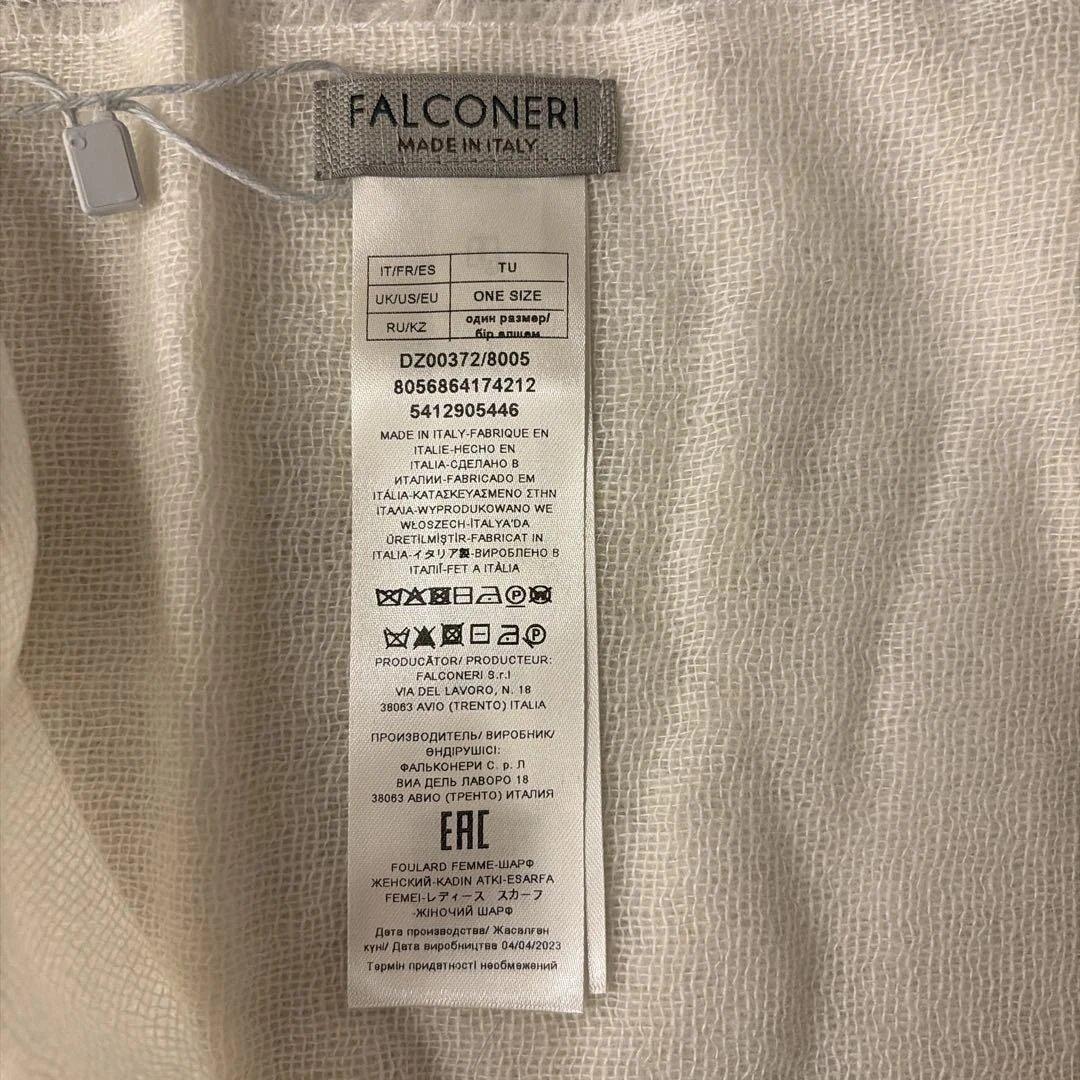 FALCONERI
MADE IN ITALY
IT/FR/ES TU
UK/US/EU ONE SIZE
RU/KZ один размер/
бір өлшем
DZ00372/8005
8056864174212
5412905446
MADE IN ITALY-FABRIQUE EN
ITALIE-HECHO EN
ITALIA-СДЕЛАНО В
ИТАЛИИ-FABRICADO EM
ITÁLIA-ΚΑΤΑΣΚΕΥΑΣΜΕΝΟ ΣΤΗΝ
ΙΤΑΛΙΑ-WYPRODUKOWANO WE
WŁOSZECH-İTALYA'DA
ÜRETİLMİŞTİR-FABRICAT IN
ITALIA-イタリア製-ВИРОБЛЕНО В
ІТАЛІЇ-FET A ITÀLIA
PRODUCĂTOR/ PRODUCTEUR:
FALCONERI S.r.l
VIA DEL LAVORO, N. 18
38063 AVIO (TRENTO) ITALIA
ПРОИЗВОДИТЕЛЬ/ ВИРОБНИК/
ӨНДІРУШІСІ:
ФАЛЬКОНЕРИ С. р. Л
ВИА ДЕЛЬ ЛАВОРО 18
38063 АВИО (ТРЕНТО) ИТАЛИЯ
EAC
FOULARD FEMME-ШАРФ
ЖЕНСКИЙ-KADIN ATKI-ESARFA
FEMEI-レディース スカーフ
-ЖІНОЧИЙ ШАРФ
Дата производства/ Жасалған
күні/ Дата виробництва 04/04/2023
Термін придатності необмежений